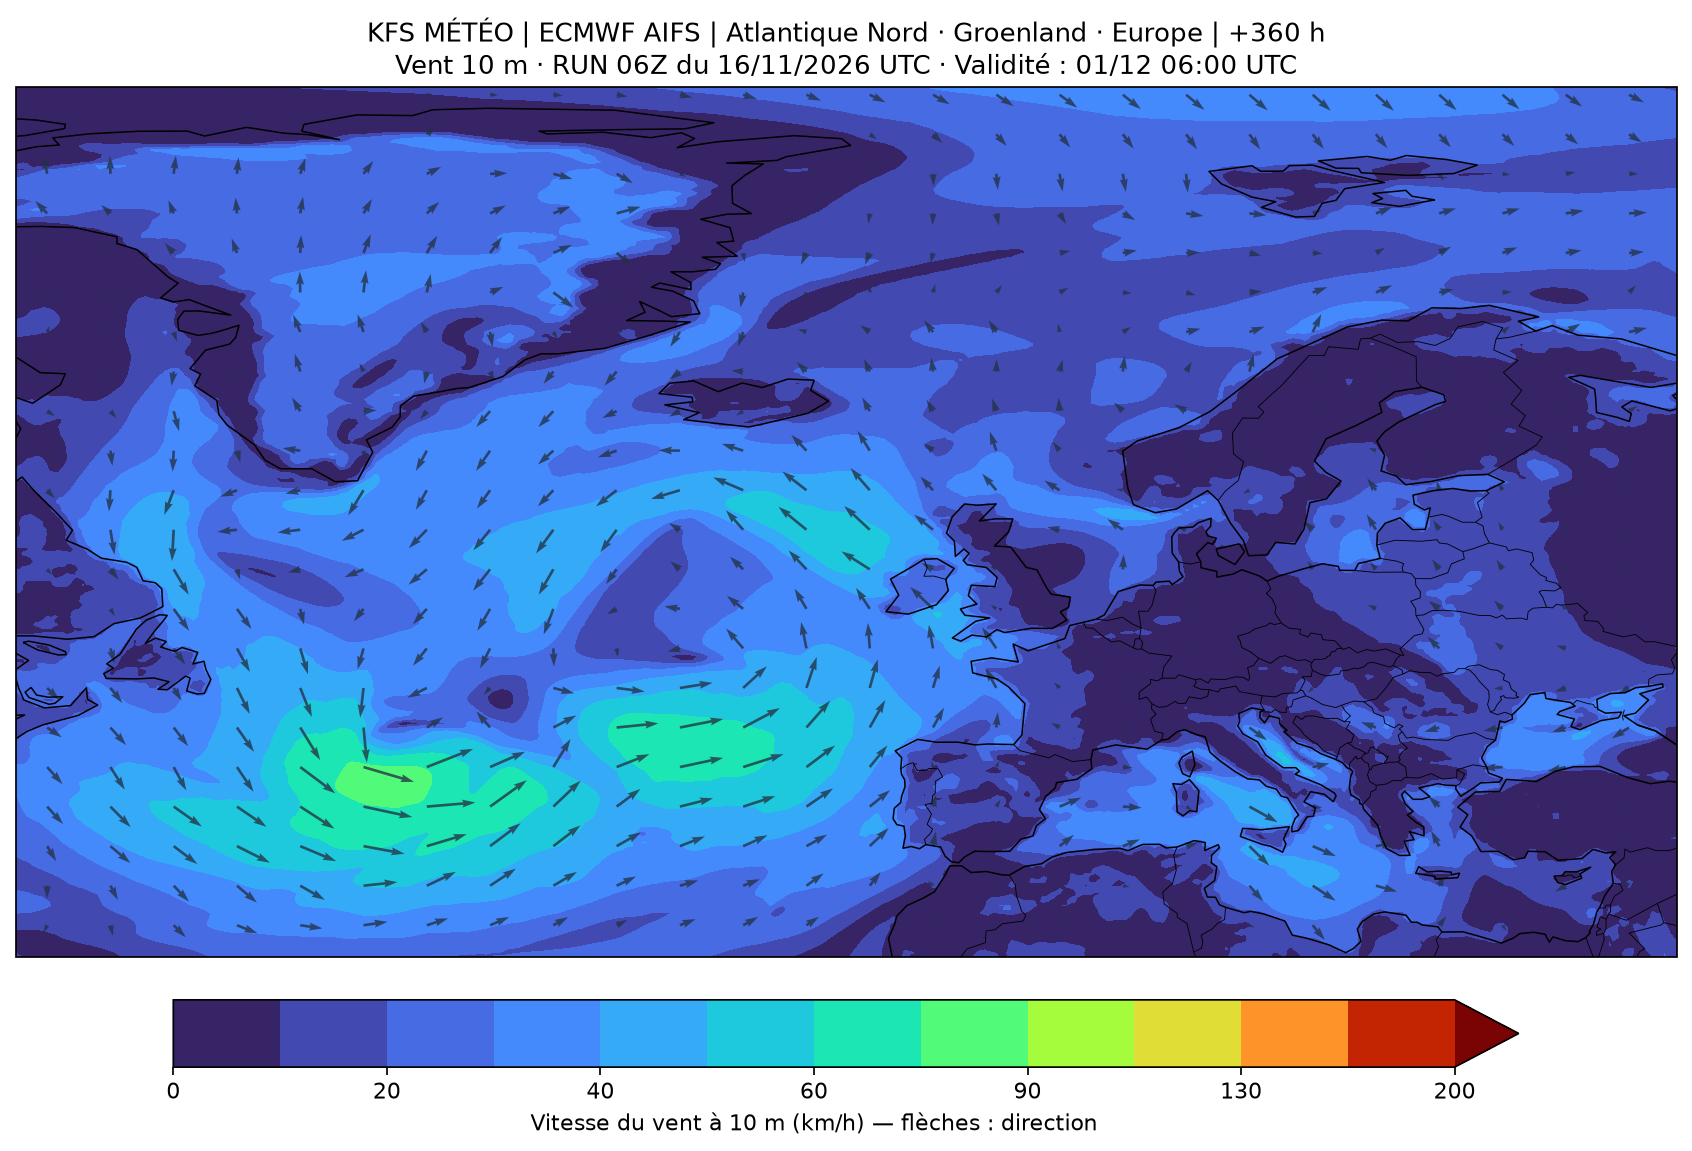 KFS MÉTÉO | ECMWF AIFS | Atlantique Nord · Groenland · Europe | +360 h
Vent 10 m · RUN 06Z du 16/11/2026 UTC · Validité : 01/12 06:00 UTC
0 20 40 60 90 130 200
Vitesse du vent à 10 m (km/h) — flèches : direction